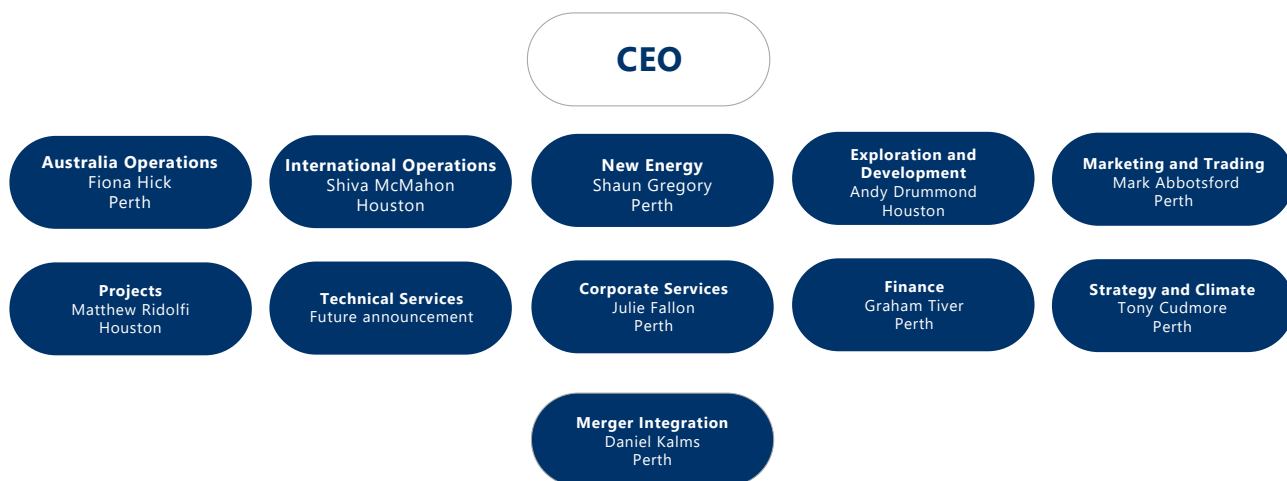 CEO
Australia Operations
Fiona Hick
Perth
International Operations
Shiva McMahon
Houston
New Energy
Shaun Gregory
Perth
Exploration and
Development
Andy Drummond
Houston
Marketing and Trading
Mark Abbotsford
Perth
Projects
Matthew Ridolfi
Houston
Technical Services
Future announcement
Corporate Services
Julie Fallon
Perth
Finance
Graham Tiver
Perth
Strategy and Climate
Tony Cudmore
Perth
Merger Integration
Daniel Kalms
Perth